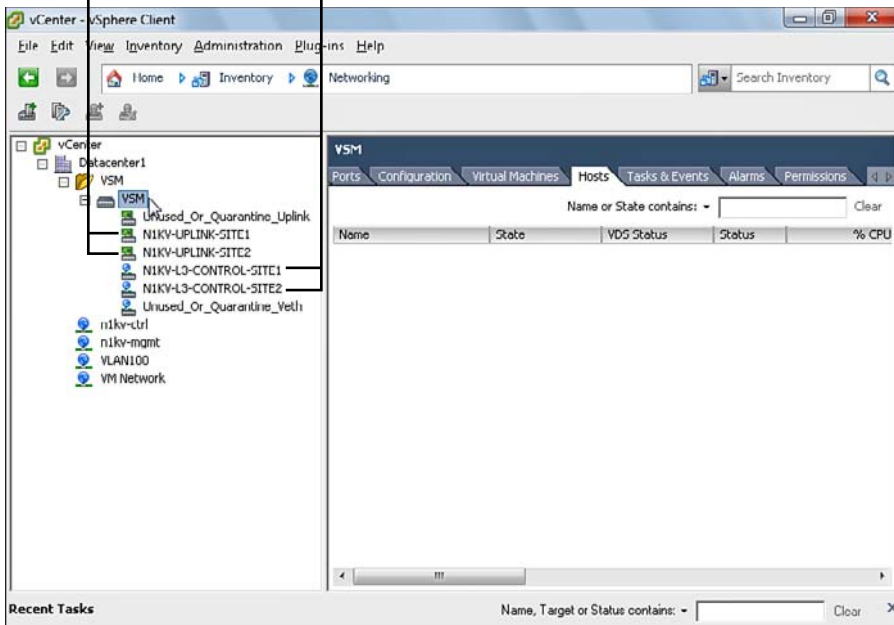 vCenter - vSphere Client
File Edit View Inventory Administration Plug-ins Help
Home Inventory Networking Search Inventory
vCenter
Datacenter1
VSM
VSM
Unused_Or_Quarantine_Uplink
N1KV-UPLINK-SITE1
N1KV-UPLINK-SITE2
N1KV-L3-CONTROL-SITE1
N1KV-L3-CONTROL-SITE2
Unused_Or_Quarantine_Veth
n1kv-ctrl
n1kv-mgmt
VLAN100
VM Network
VSM
Ports Configuration Virtual Machines Hosts Tasks & Events Alarms Permissions
Name or State contains: Clear
Name State VDS Status Status % CPU
Recent Tasks Name, Target or Status contains: Clear